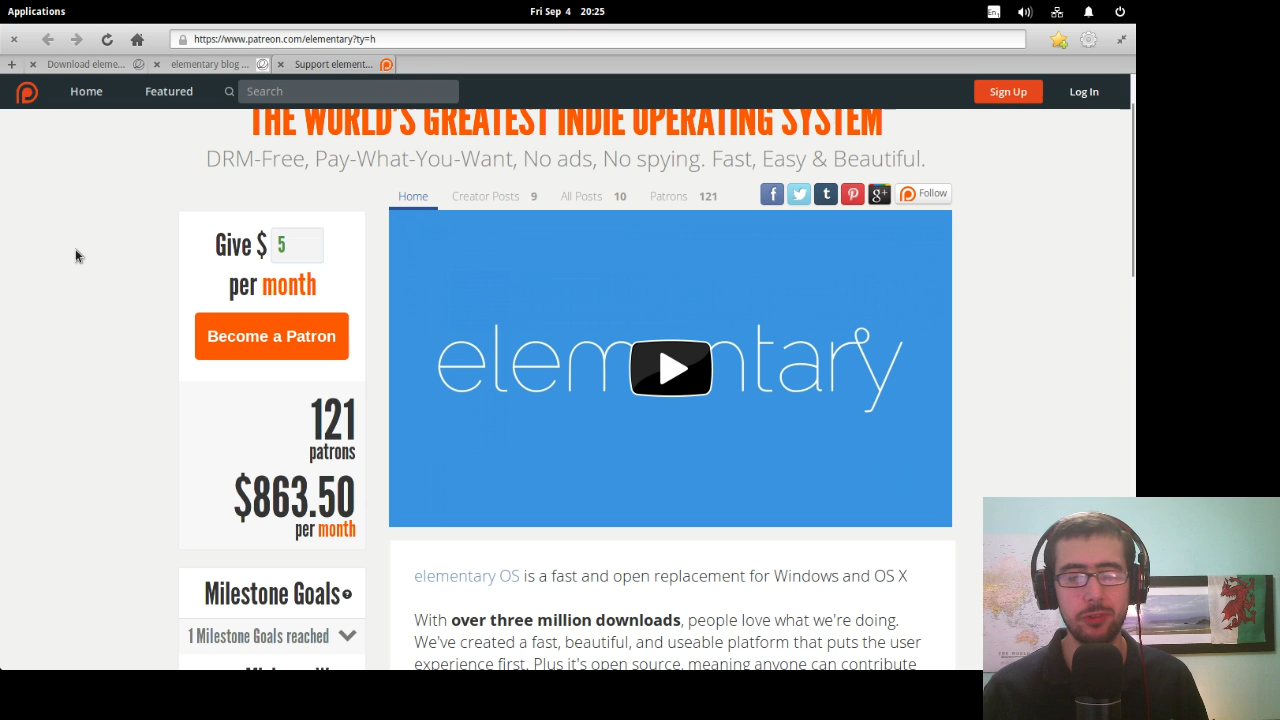 Applications
Fri Sep 4 20:25
En1
https://www.patreon.com/elementary?ty=h
Download eleme...
elementary blog ...
Support element...
Home
Featured
Search
Sign Up
Log In
THE WORLD'S GREATEST INDIE OPERATING SYSTEM
DRM-Free, Pay-What-You-Want, No ads, No spying. Fast, Easy & Beautiful.
Home
Creator Posts 9
All Posts 10
Patrons 121
Follow
Give $ 5
per month
Become a Patron
121
patrons
$863.50
per month
Milestone Goals
1 Milestone Goals reached
elementary
elementary OS is a fast and open replacement for Windows and OS X
With over three million downloads, people love what we're doing.
We've created a fast, beautiful, and useable platform that puts the user
experience first. Plus it's open source, meaning anyone can contribute